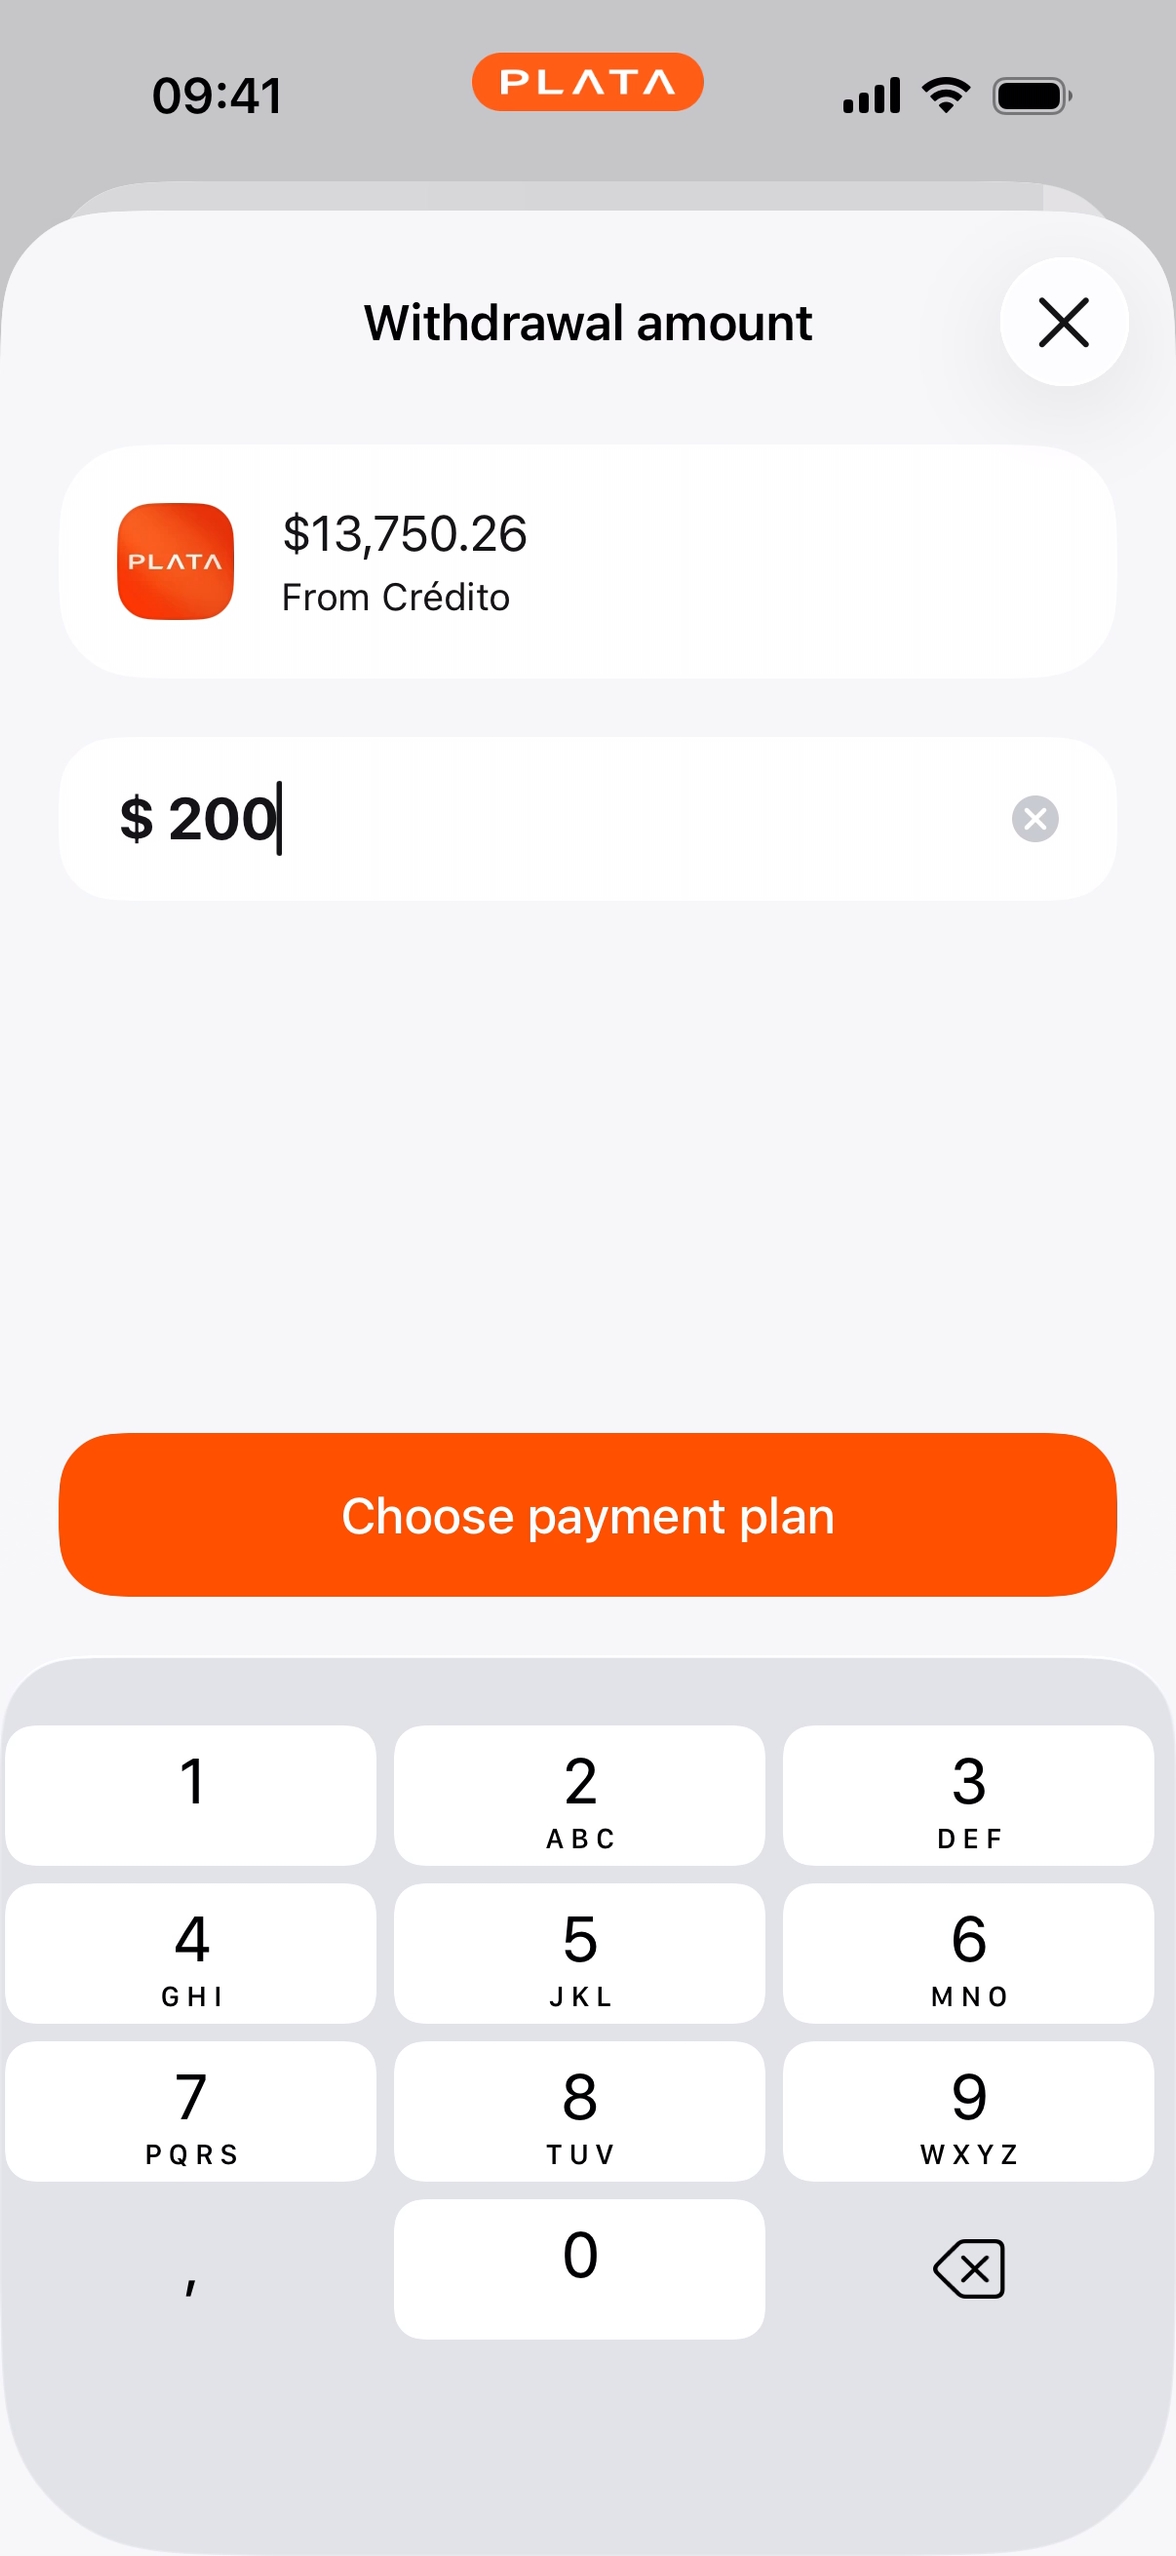 09:41
PLATA
Withdrawal amount
PLATA
$13,750.26
From Crédito
$ 200
Choose payment plan
1
2
ABC
3
DEF
4
GHI
5
JKL
6
MNO
7
PQRS
8
TUV
9
WXYZ
,
0